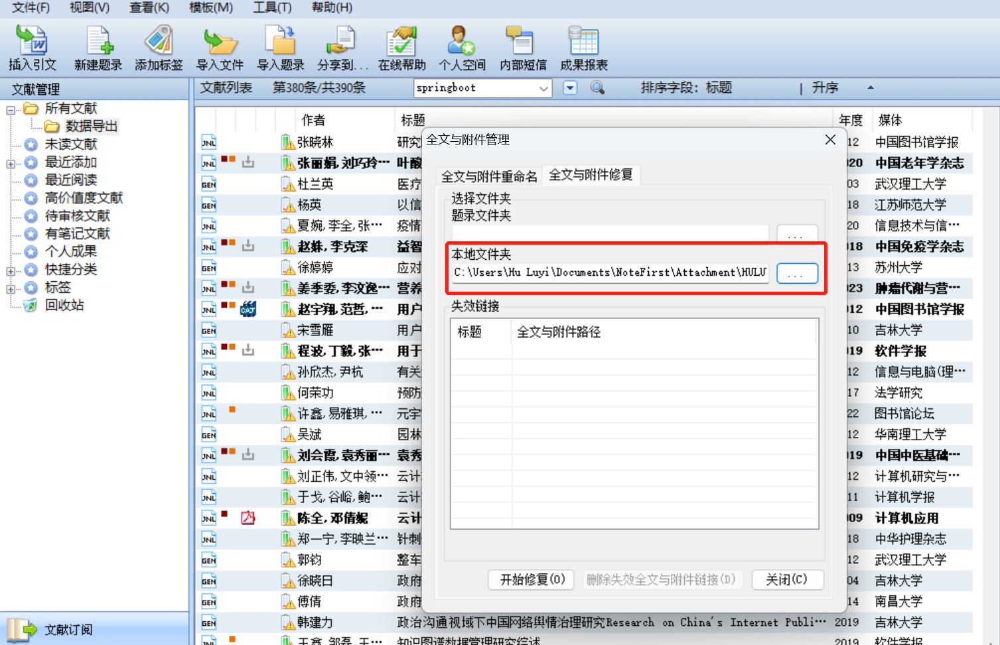 文件(F) 视图(V) 查看(K) 模板(M) 工具(T) 帮助(H)
插入引文 新建题录 添加标签 导入文件 导入题录 分享到... 在线帮助 个人空间 内部短信 成果报表
文献管理
所有文献
数据导出
未读文献
最近添加
最近阅读
高价值度文献
待审核文献
有笔记文献
个人成果
快捷分类
标签
回收站
文献订阅
文献列表 第380条/共390条 springboot 排序字段: 标题 | 升序
作者 标题 年度 媒体
JNL 张晓林 研究 12 中国图书馆学报
JNL 张丽娟,刘巧玲… 叶酸 020 中国老年学杂志
GEN 杜兰英 医疗 03 武汉理工大学
GEN 杨英 以信 18 江苏师范大学
JNL 夏婉,李全,张… 疫情 20 信息技术与信…
JNL 赵姝,李克深 益智 018 中国免疫学杂志
GEN 徐婷婷 应对 13 苏州大学
JNL 姜季委,李汶逸… 营养 023 肿瘤代谢与营…
JNL CAJ 赵宇翔,范哲,… 用户 012 中国图书馆学报
GEN 宋雪雁 用户 10 吉林大学
JNL 程波,丁毅,张… 用于 019 软件学报
JNL 孙欣杰,尹杭 有关 12 信息与电脑(理…
JNL 何荣功 预防 17 法学研究
JNL 许鑫,易雅琪,… 元宇 22 图书馆论坛
GEN 吴斌 园林 12 华南理工大学
JNL 刘会霞,袁秀丽… 袁秀 019 中国中医基础…
JNL 刘正伟,文中领… 云计 12 计算机研究与…
JNL 于戈,谷峪,鲍… 云计 11 计算机学报
JNL 陈全,邓倩妮 云计 009 计算机应用
JNL 郑一宁,李映兰… 针刺 18 中华护理杂志
GEN 郭钧 整车 12 武汉理工大学
GEN 徐晓日 政府 04 吉林大学
GEN 傅倩 政府 14 南昌大学
GEN 韩建力 政治沟通视域下中国网络舆情治理研究Research on China's Internet Publi… 2019 吉林大学
JNL 王鑫,邹磊,王… 知识图谱数据管理研究综述 2019 软件学报
全文与附件管理
全文与附件重命名 全文与附件修复
选择文件夹
题录文件夹
...
本地文件夹
C:\Users\Hu Luyi\Documents\NoteFirst\Attachment\HULU ...
失效链接
标题 全文与附件路径
开始修复(O) 删除失效全文与附件链接(D) 关闭(C)